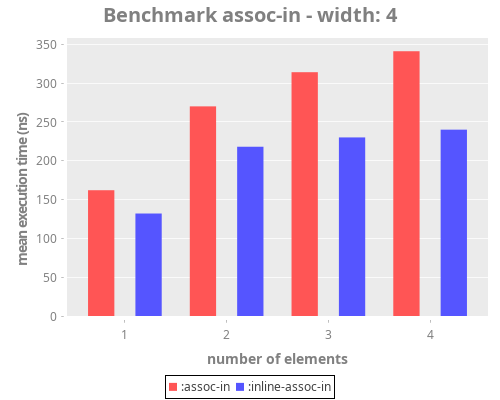 Benchmark assoc-in - width: 4
mean execution time (ns)
350
300
250
200
150
100
50
0
1 2 3 4
number of elements
:assoc-in :inline-assoc-in